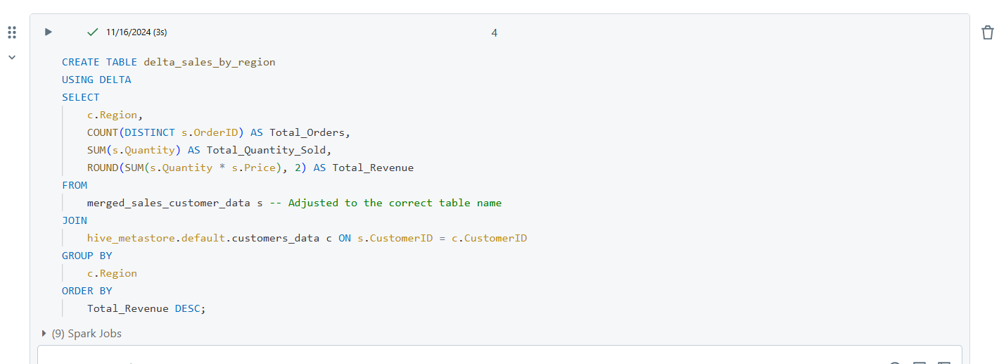 11/16/2024 (3s)
4
CREATE TABLE delta_sales_by_region
USING DELTA
SELECT
    c.Region,
    COUNT(DISTINCT s.OrderID) AS Total_Orders,
    SUM(s.Quantity) AS Total_Quantity_Sold,
    ROUND(SUM(s.Quantity * s.Price), 2) AS Total_Revenue
FROM
    merged_sales_customer_data s -- Adjusted to the correct table name
JOIN
    hive_metastore.default.customers_data c ON s.CustomerID = c.CustomerID
GROUP BY
    c.Region
ORDER BY
    Total_Revenue DESC;
(9) Spark Jobs